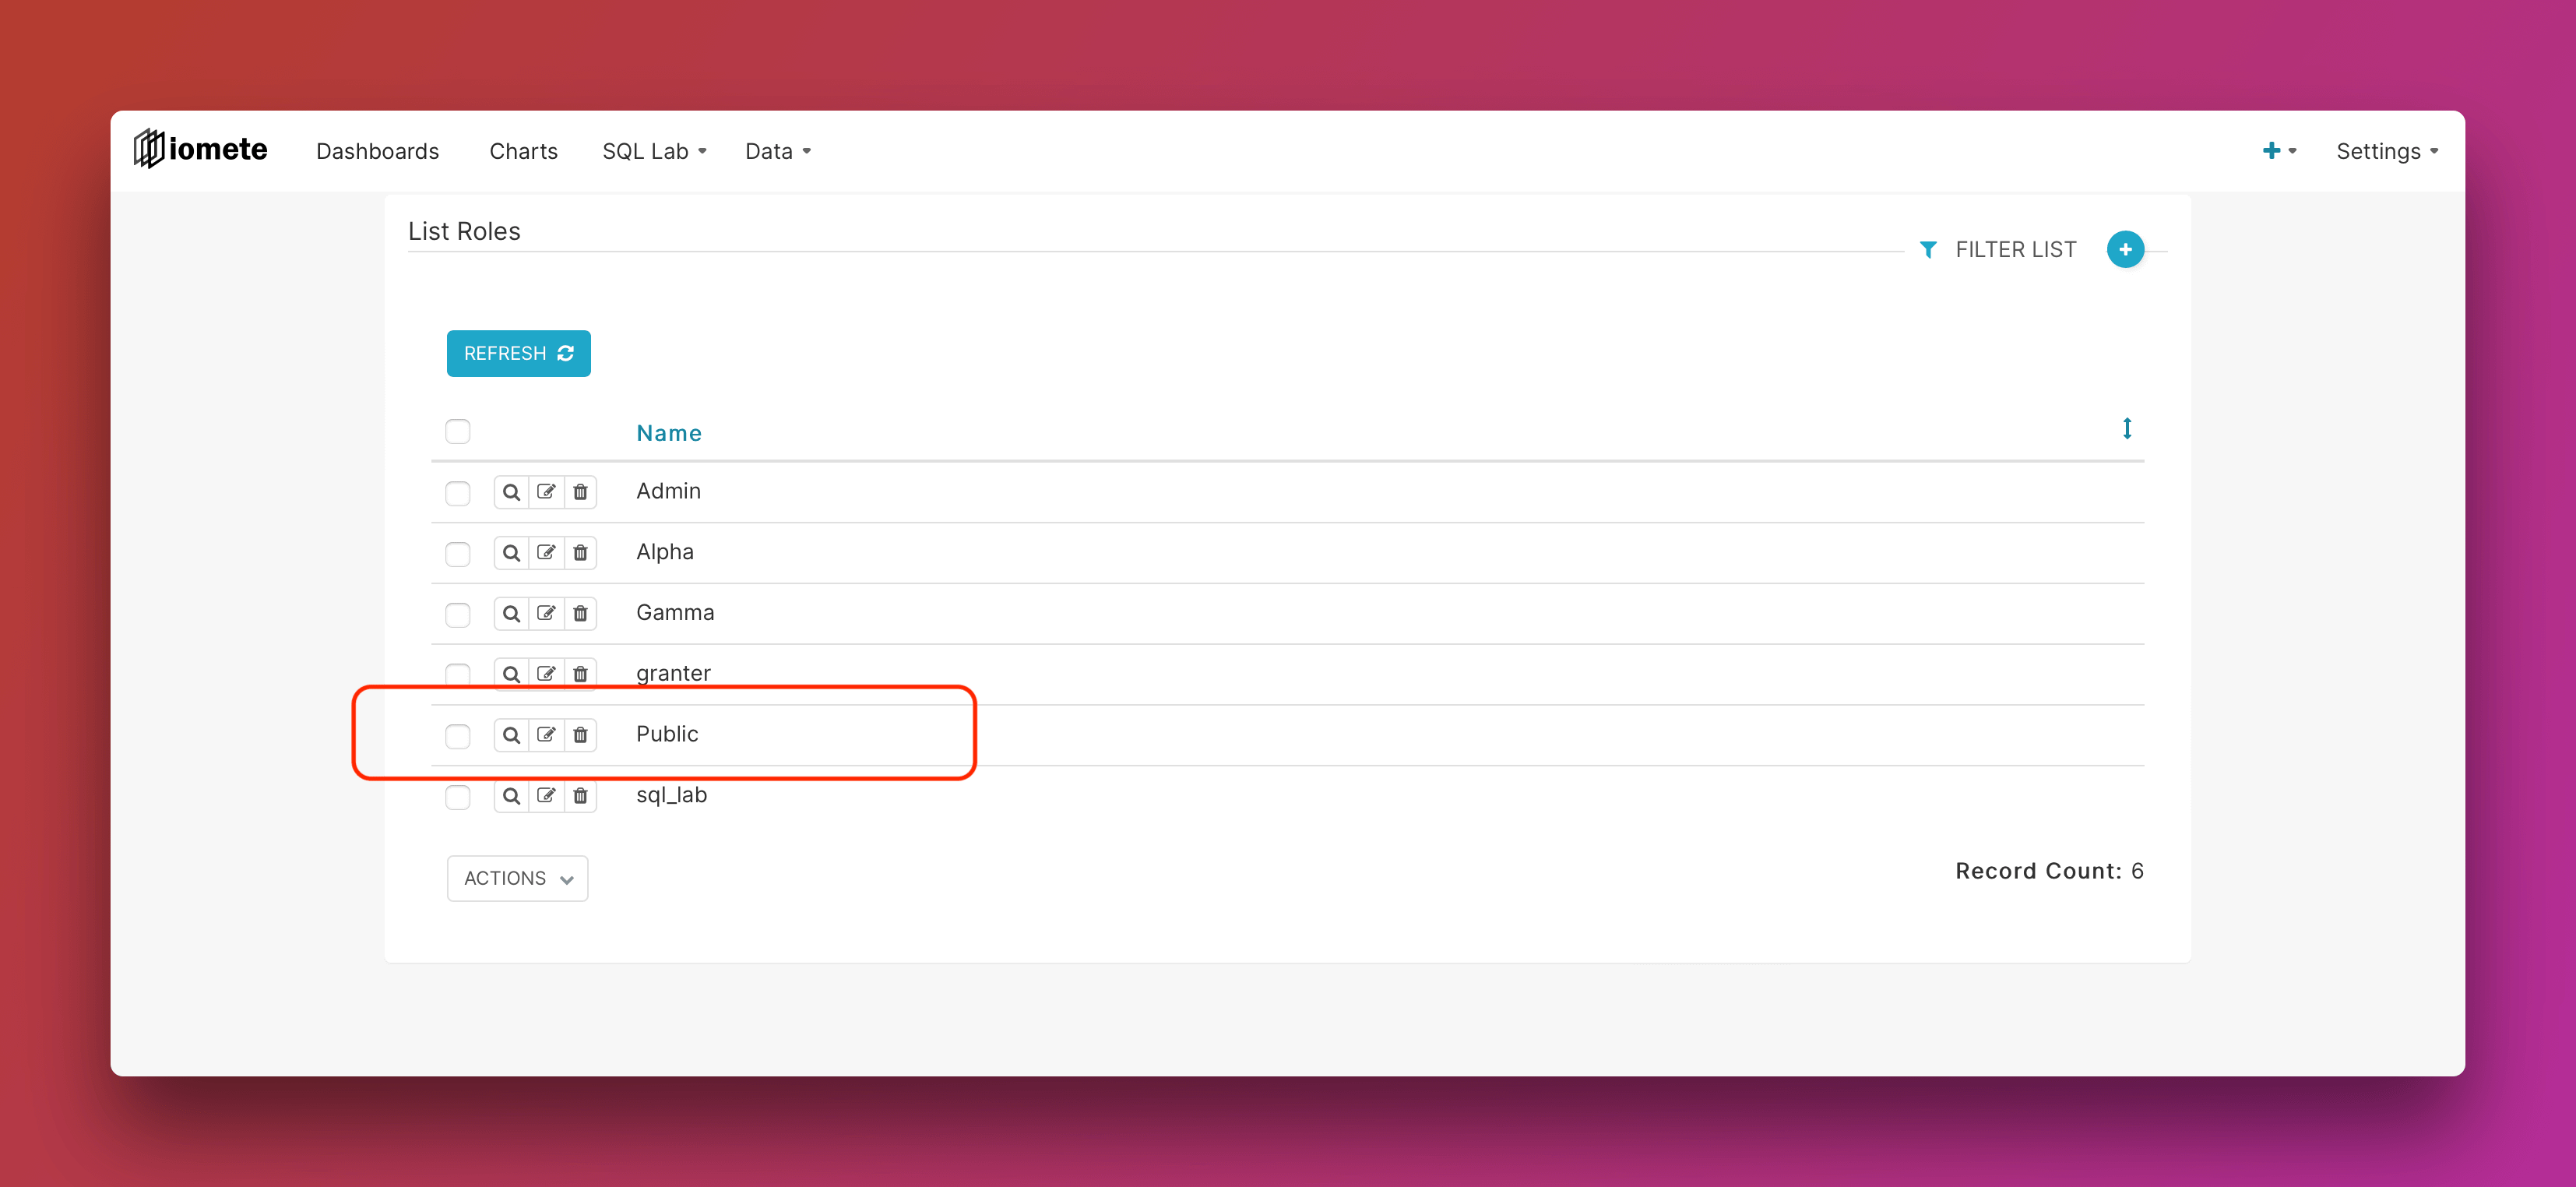 iomete Dashboards Charts SQL Lab Data Settings
List Roles
FILTER LIST
REFRESH
Name
Admin
Alpha
Gamma
granter
Public
sql_lab
ACTIONS
Record Count: 6